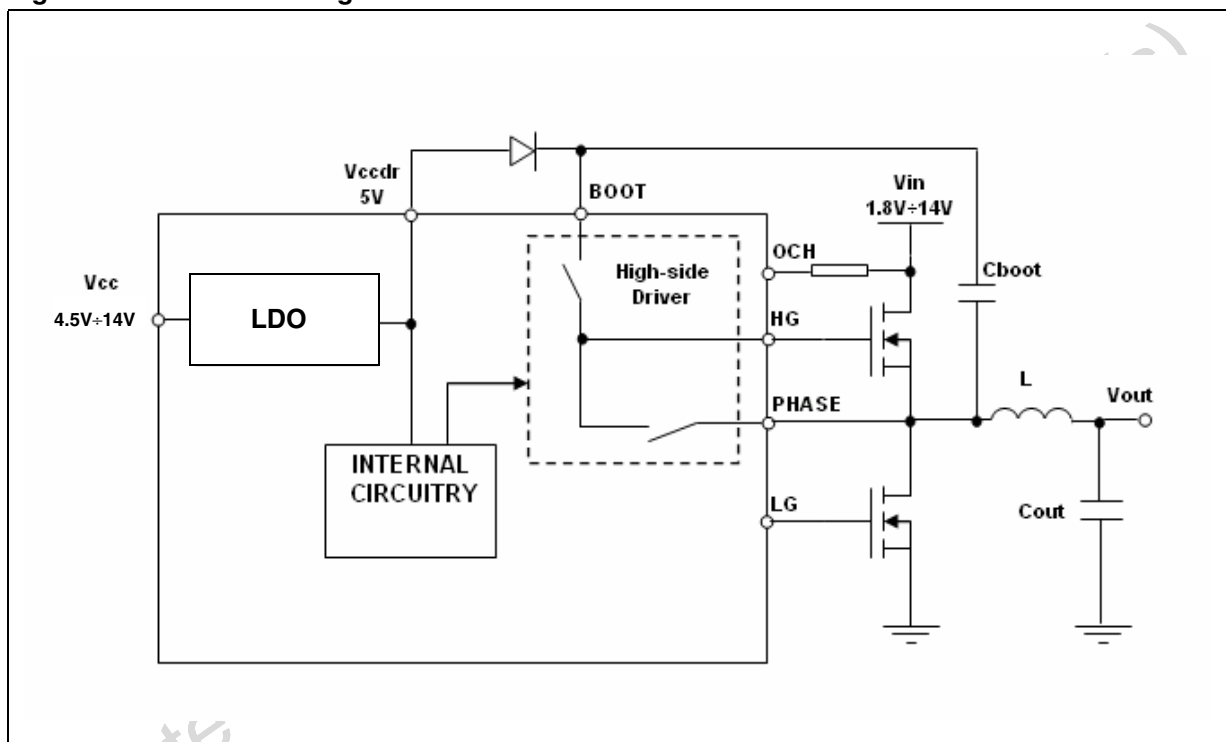 Vccdr
5V
BOOT
Vin
1.8V÷14V
OCH
High-side
Driver
Cboot
Vcc
4.5V÷14V
LDO
HG
L
Vout
PHASE
INTERNAL
CIRCUITRY
LG
Cout